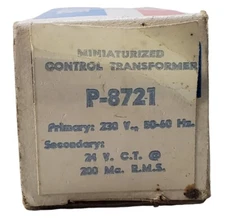 MINIATURIZED
CONTROL TRANSFORMER
P-8721
Primary: 230 V., 50-60 Hz.
Secondary:
24 V. C.T. @
200 Ma. R.M.S.